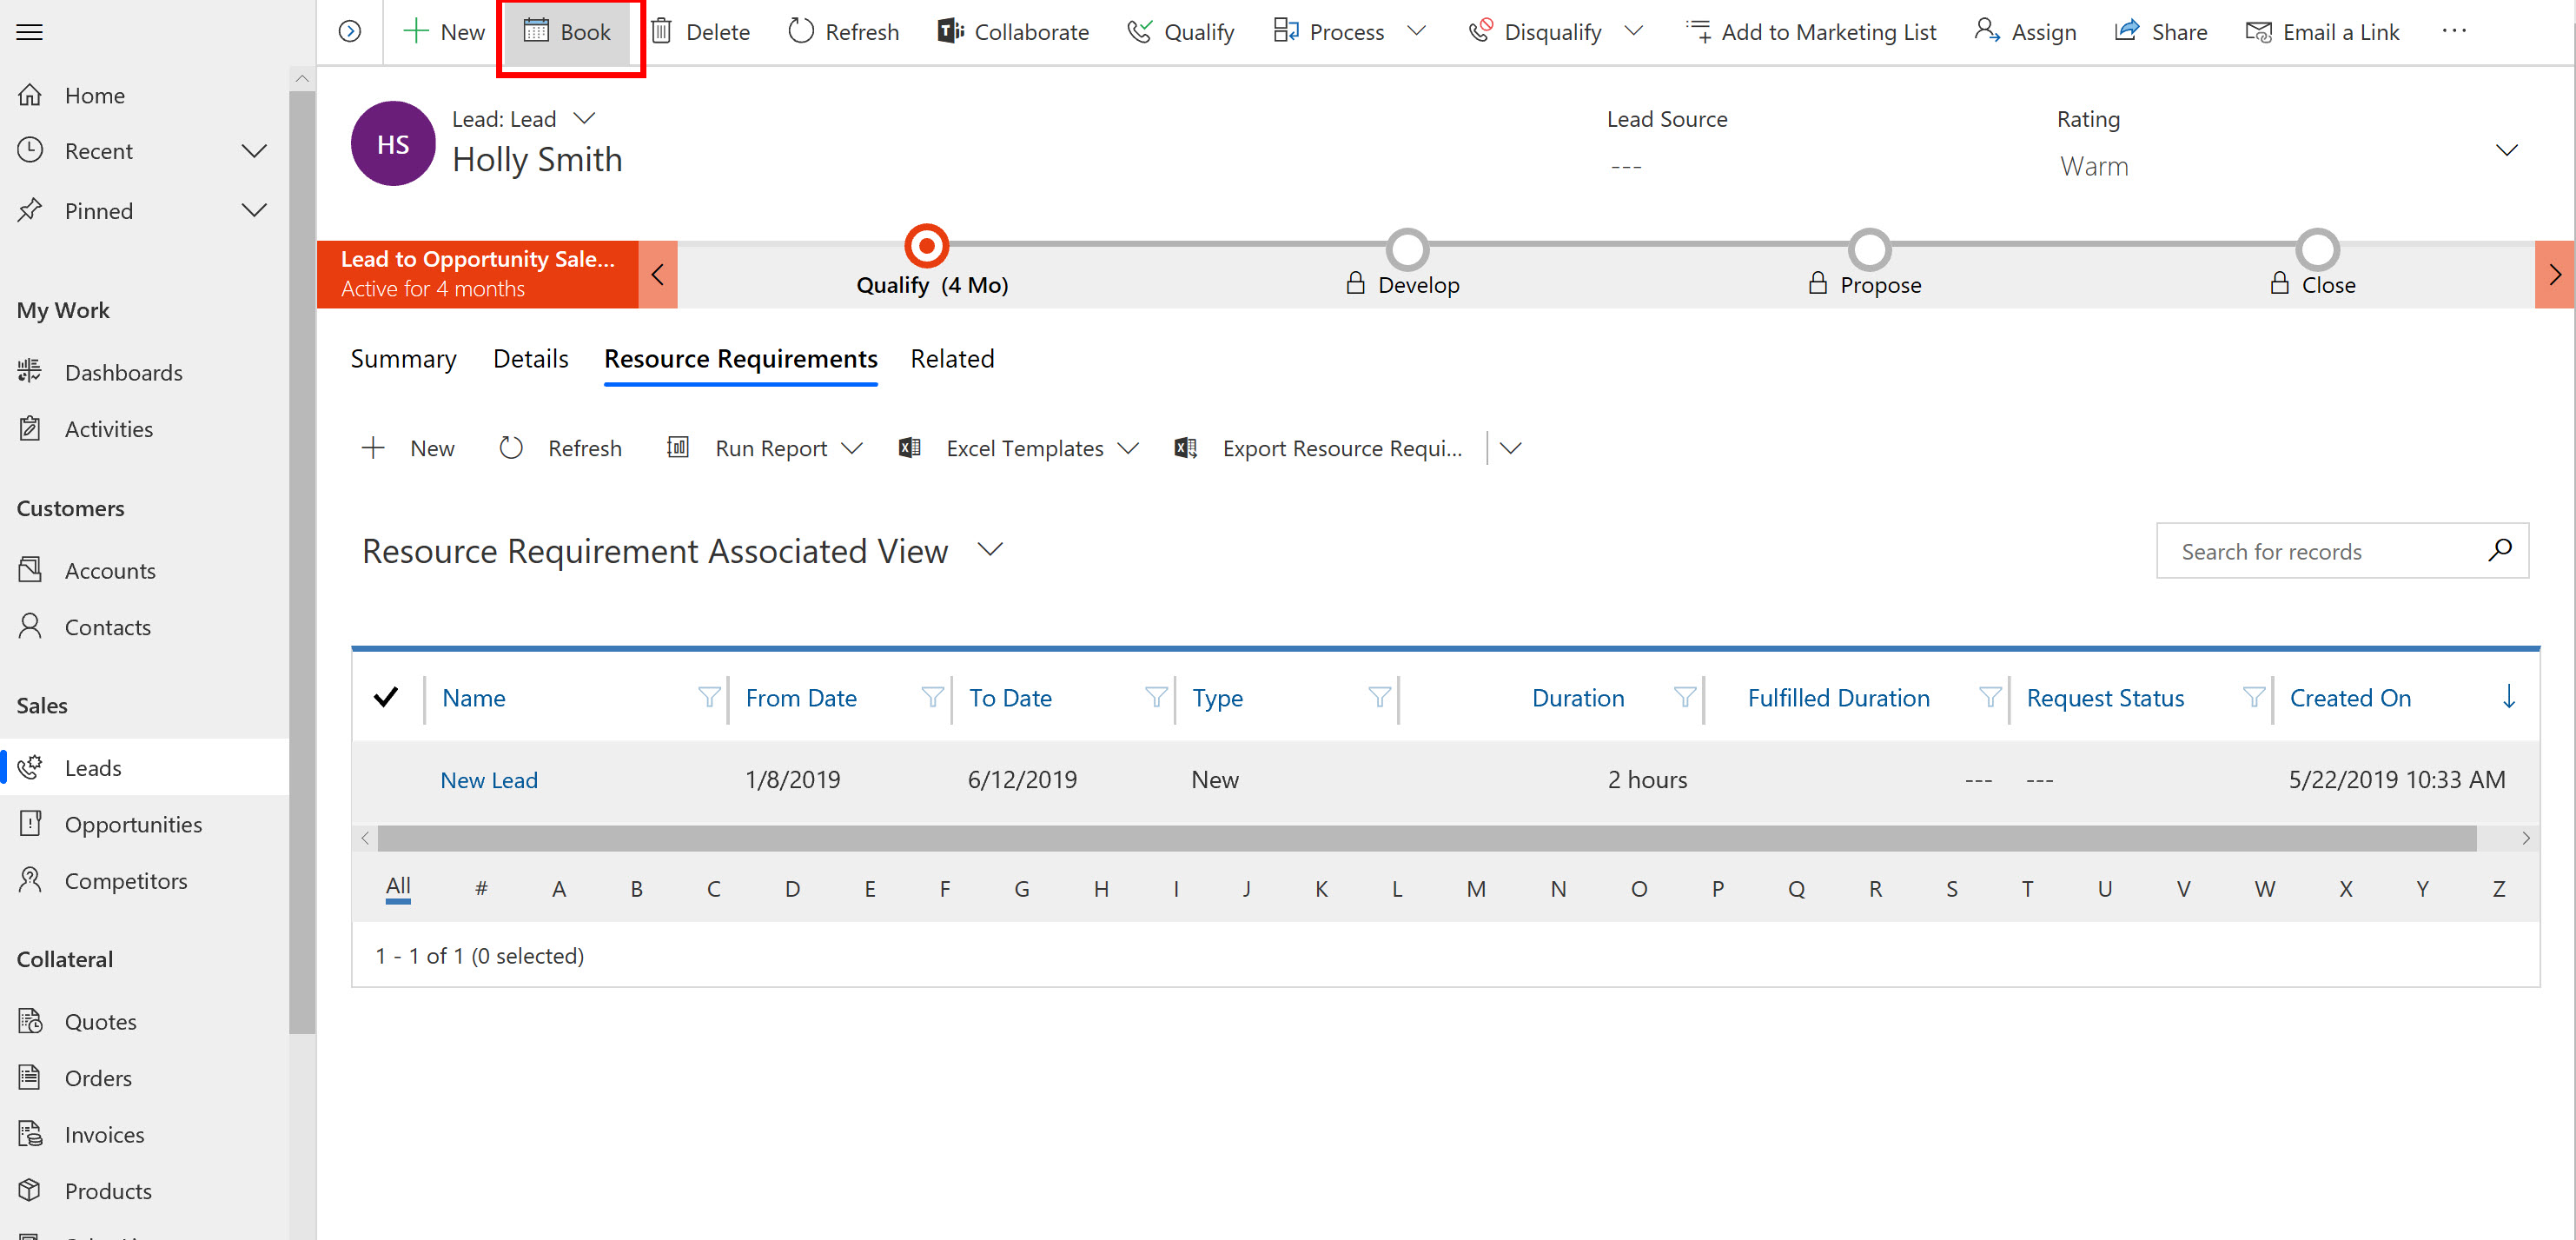 New Book Delete Refresh Collaborate Qualify Process Disqualify Add to Marketing List Assign Share Email a Link ...
Home
Recent
Pinned
My Work
Dashboards
Activities
Customers
Accounts
Contacts
Sales
Leads
Opportunities
Competitors
Collateral
Quotes
Orders
Invoices
Products
HS
Lead: Lead
Holly Smith
Lead Source
---
Rating
Warm
Lead to Opportunity Sale...
Active for 4 months
Qualify (4 Mo)
Develop
Propose
Close
Summary Details Resource Requirements Related
New Refresh Run Report Excel Templates Export Resource Requi...
Resource Requirement Associated View
Search for records
Name From Date To Date Type Duration Fulfilled Duration Request Status Created On
New Lead 1/8/2019 6/12/2019 New 2 hours --- --- 5/22/2019 10:33 AM
All # A B C D E F G H I J K L M N O P Q R S T U V W X Y Z
1 - 1 of 1 (0 selected)